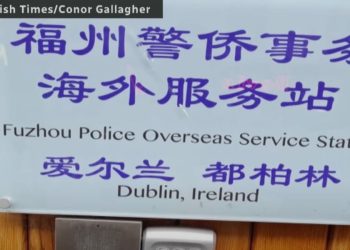 ish Times/Conor Gallagher
福州警侨事务
海外服务站
Fuzhou Police Overseas Service Stat
爱尔兰 都柏林
Dublin, Ireland